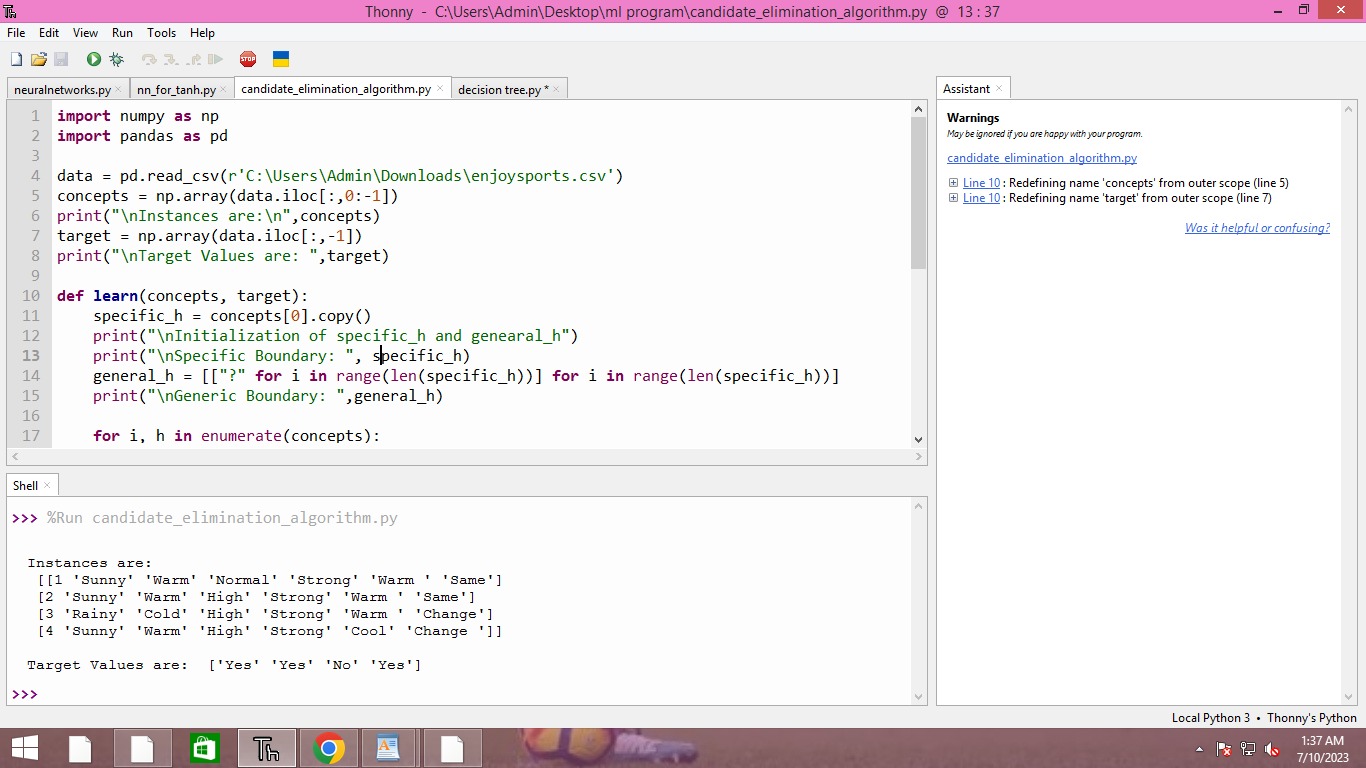 Thonny - C:\Users\Admin\Desktop\ml program\candidate_elimination_algorithm.py @ 13 : 37
File Edit View Run Tools Help
STOP
neuralnetworks.py × nn_for_tanh.py × candidate_elimination_algorithm.py × decision tree.py * ×
1 import numpy as np
2 import pandas as pd
3
4 data = pd.read_csv(r'C:\Users\Admin\Downloads\enjoysports.csv')
5 concepts = np.array(data.iloc[:,0:-1])
6 print("\nInstances are:\n",concepts)
7 target = np.array(data.iloc[:,-1])
8 print("\nTarget Values are: ",target)
9
10 def learn(concepts, target):
11 specific_h = concepts[0].copy()
12 print("\nInitialization of specific_h and genearal_h")
13 print("\nSpecific Boundary: ", specific_h)
14 general_h = [["?" for i in range(len(specific_h))] for i in range(len(specific_h))]
15 print("\nGeneric Boundary: ",general_h)
16
17 for i, h in enumerate(concepts):
Shell ×
>>> %Run candidate_elimination_algorithm.py
Instances are:
[[1 'Sunny' 'Warm' 'Normal' 'Strong' 'Warm ' 'Same']
[2 'Sunny' 'Warm' 'High' 'Strong' 'Warm ' 'Same']
[3 'Rainy' 'Cold' 'High' 'Strong' 'Warm ' 'Change']
[4 'Sunny' 'Warm' 'High' 'Strong' 'Cool' 'Change ']]
Target Values are: ['Yes' 'Yes' 'No' 'Yes']
>>>
Assistant ×
Warnings
May be ignored if you are happy with your program.
candidate_elimination_algorithm.py
Line 10 : Redefining name 'concepts' from outer scope (line 5)
Line 10 : Redefining name 'target' from outer scope (line 7)
Was it helpful or confusing?
Local Python 3 • Thonny's Python
Th
1:37 AM
7/10/2023